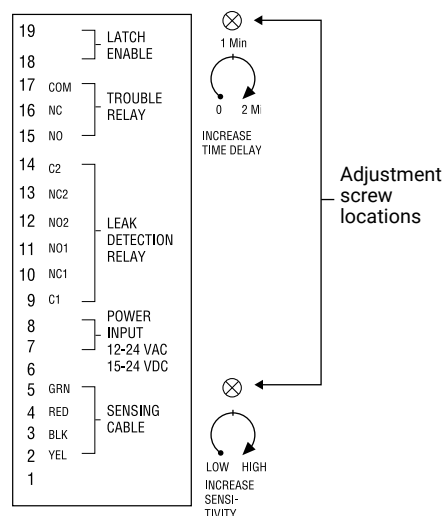 19
LATCH
ENABLE
18
17 COM
16 NC
15 NO
TROUBLE
RELAY
14 C2
13 NC2
12 NO2
11 NO1
10 NC1
9 C1
LEAK
DETECTION
RELAY
8
7
POWER
INPUT
12-24 VAC
15-24 VDC
6
5 GRN
4 RED
3 BLK
2 YEL
SENSING
CABLE
1
1 Min
0 2 Mi
INCREASE
TIME DELAY
Adjustment
screw
locations
LOW HIGH
INCREASE
SENSI-
TIVITY